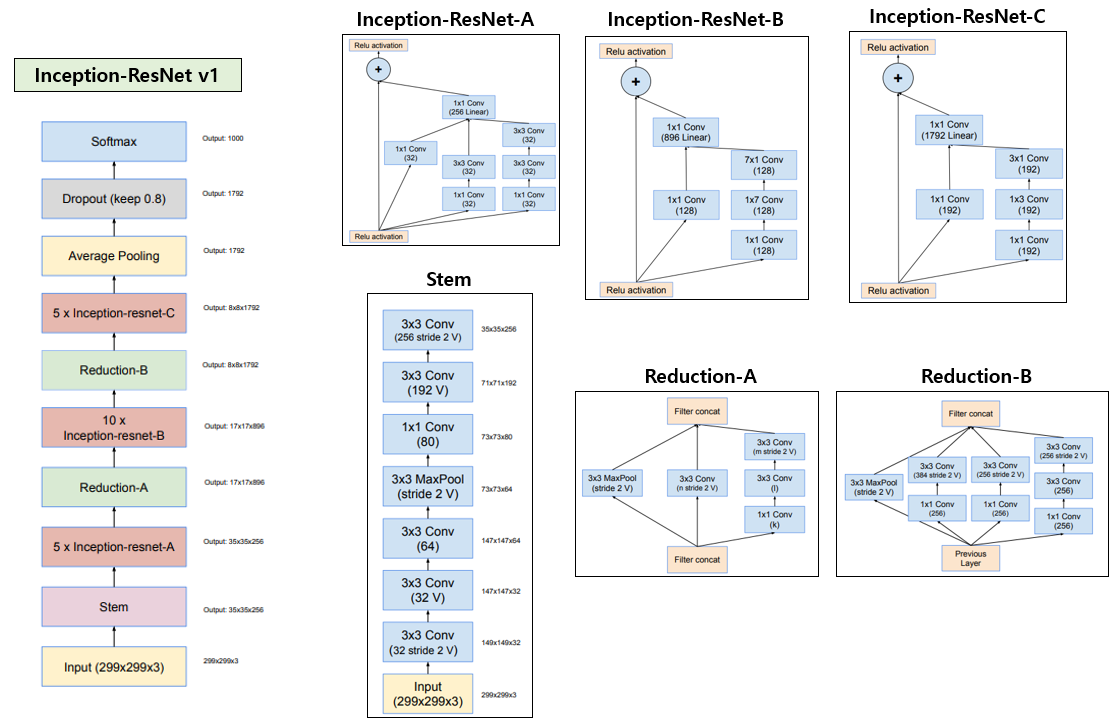 Inception-ResNet v1
Softmax
Output: 1000
Dropout (keep 0.8)
Output: 1792
Average Pooling
Output: 1792
5 x Inception-resnet-C
Output: 8x8x1792
Reduction-B
Output: 8x8x1792
10 x
Inception-resnet-B
Output: 17x17x896
Reduction-A
Output: 17x17x896
5 x Inception-resnet-A
Output: 35x35x256
Stem
Output: 35x35x256
Input (299x299x3)
299x299x3
Inception-ResNet-A
Relu activation
+
1x1 Conv
(256 Linear)
3x3 Conv
(32)
1x1 Conv
(32)
3x3 Conv
(32)
3x3 Conv
(32)
1x1 Conv
(32)
1x1 Conv
(32)
Relu activation
Inception-ResNet-B
Relu activation
+
1x1 Conv
(896 Linear)
7x1 Conv
(128)
1x1 Conv
(128)
1x7 Conv
(128)
1x1 Conv
(128)
Relu activation
Inception-ResNet-C
Relu activation
+
1x1 Conv
(1792 Linear)
3x1 Conv
(192)
1x1 Conv
(192)
1x3 Conv
(192)
1x1 Conv
(192)
Relu activation
Stem
3x3 Conv
(256 stride 2 V)
35x35x256
3x3 Conv
(192 V)
71x71x192
1x1 Conv
(80)
73x73x80
3x3 MaxPool
(stride 2 V)
73x73x64
3x3 Conv
(64)
147x147x64
3x3 Conv
(32 V)
147x147x32
3x3 Conv
(32 stride 2 V)
149x149x32
Input
(299x299x3)
299x299x3
Reduction-A
Filter concat
3x3 Conv
(m stride 2 V)
3x3 MaxPool
(stride 2 V)
3x3 Conv
(n stride 2 V)
3x3 Conv
(l)
1x1 Conv
(k)
Filter concat
Reduction-B
Filter concat
3x3 Conv
(256 stride 2 V)
3x3 MaxPool
(stride 2 V)
3x3 Conv
(384 stride 2 V)
3x3 Conv
(256 stride 2 V)
3x3 Conv
(256)
1x1 Conv
(256)
1x1 Conv
(256)
1x1 Conv
(256)
Previous
Layer